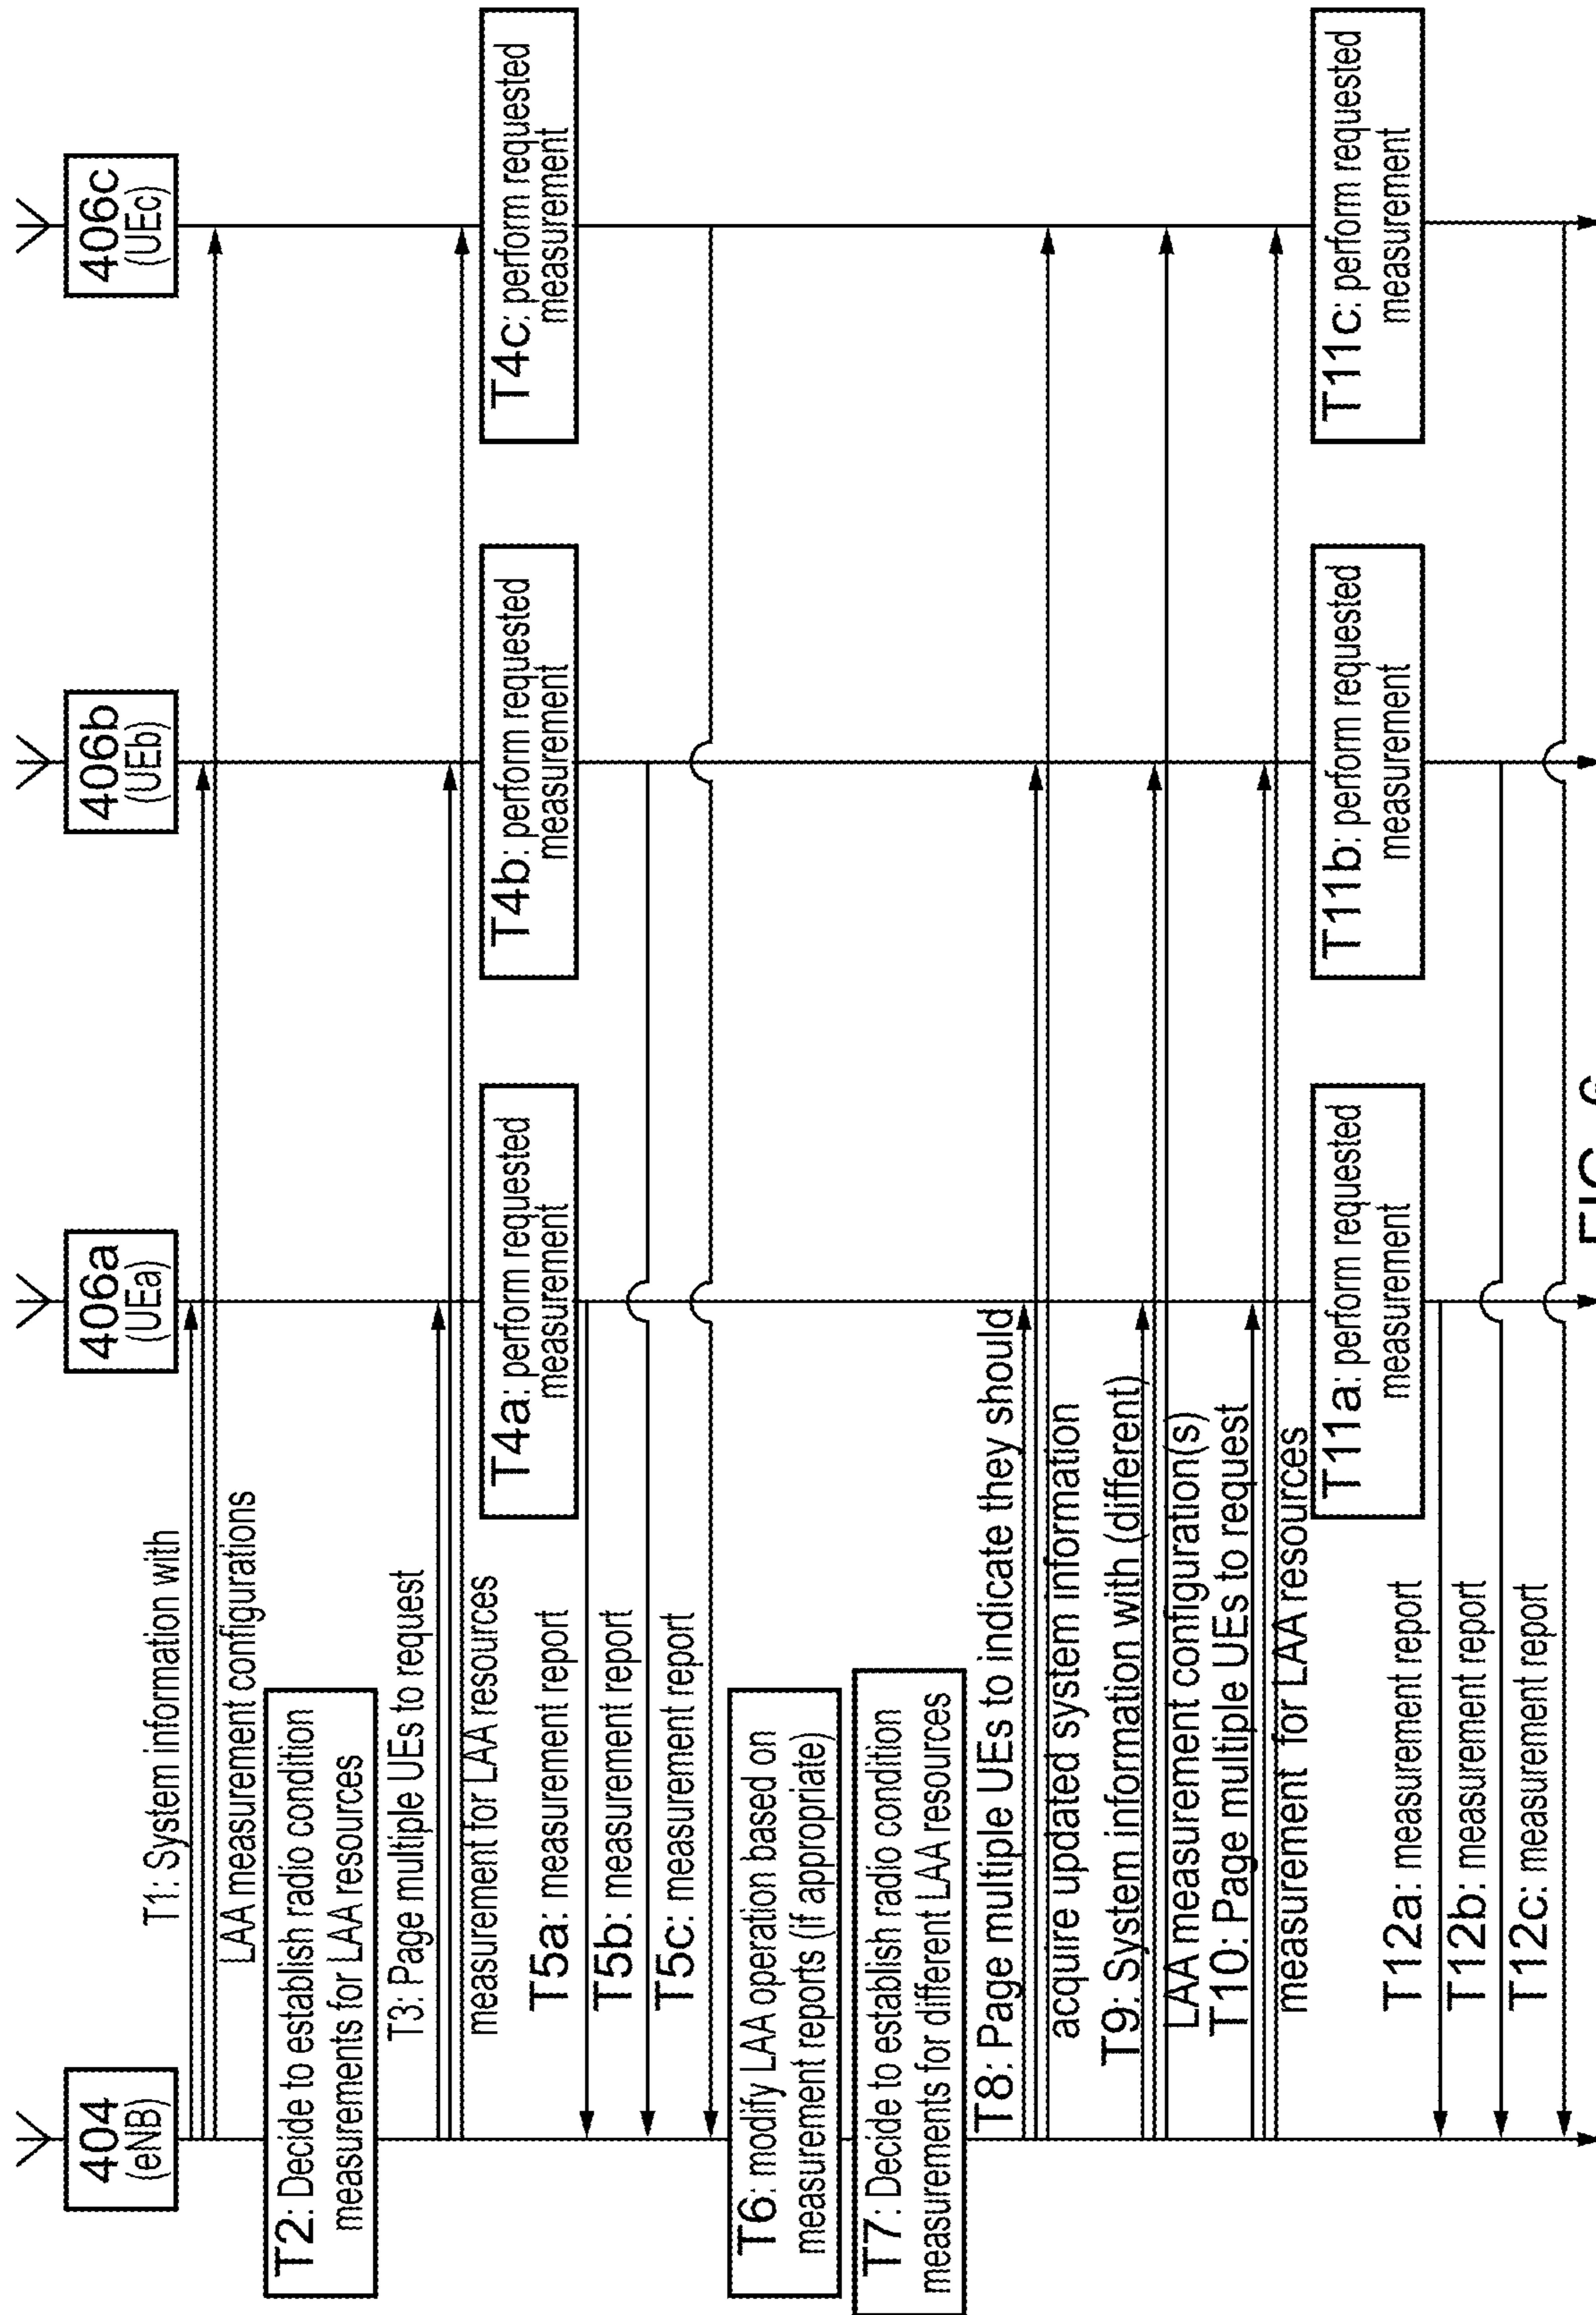 404
(eNB)
406a
(UEa)
406b
(UEb)
406c
(UEc)
T1: System information with
LAA measurement configurations
T2: Decide to establish radio condition
measurements for LAA resources
T3: Page multiple UEs to request
measurement for LAA resources
T4a: perform requested
measurement
T4b: perform requested
measurement
T4c: perform requested
measurement
T5a: measurement report
T5b: measurement report
T5c: measurement report
T6: modify LAA operation based on
measurement reports (if appropriate)
T7: Decide to establish radio condition
measurements for different LAA resources
T8: Page multiple UEs to indicate they should
acquire updated system information
T9: System information with (different)
LAA measurement configuration(s)
T10: Page multiple UEs to request
measurement for LAA resources
T11a: perform requested
measurement
T11b: perform requested
measurement
T11c: perform requested
measurement
T12a: measurement report
T12b: measurement report
T12c: measurement report
FIG. 6